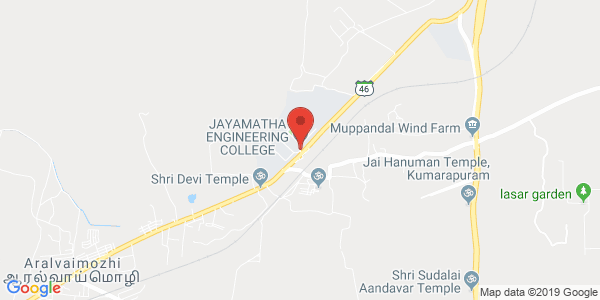 46
JAYAMATHA
ENGINEERING
COLLEGE
Muppandal Wind Farm
Jai Hanuman Temple,
Kumarapuram
Shri Devi Temple
lasar garden
Aralvaimozhi
ஆரல்வாய்மொழி
Shri Sudalai
Aandavar Temple
Google
Map data ©2019 Google